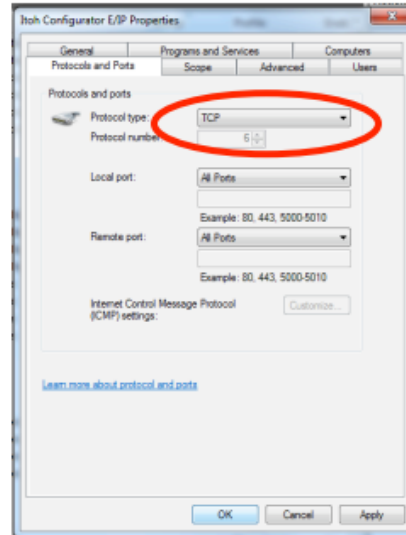 Itoh Configurator E/IP Properties
General Programs and Services Computers
Protocols and Ports Scope Advanced Users
Protocols and ports
Protocol type: TCP
Protocol number 6
Local port: All Ports
Example: 80, 443, 5000-5010
Remote port: All Ports
Example: 80, 443, 5000-5010
Internet Control Message Protocol
(ICMP) settings: Customize...
Learn more about protocol and ports
OK Cancel Apply